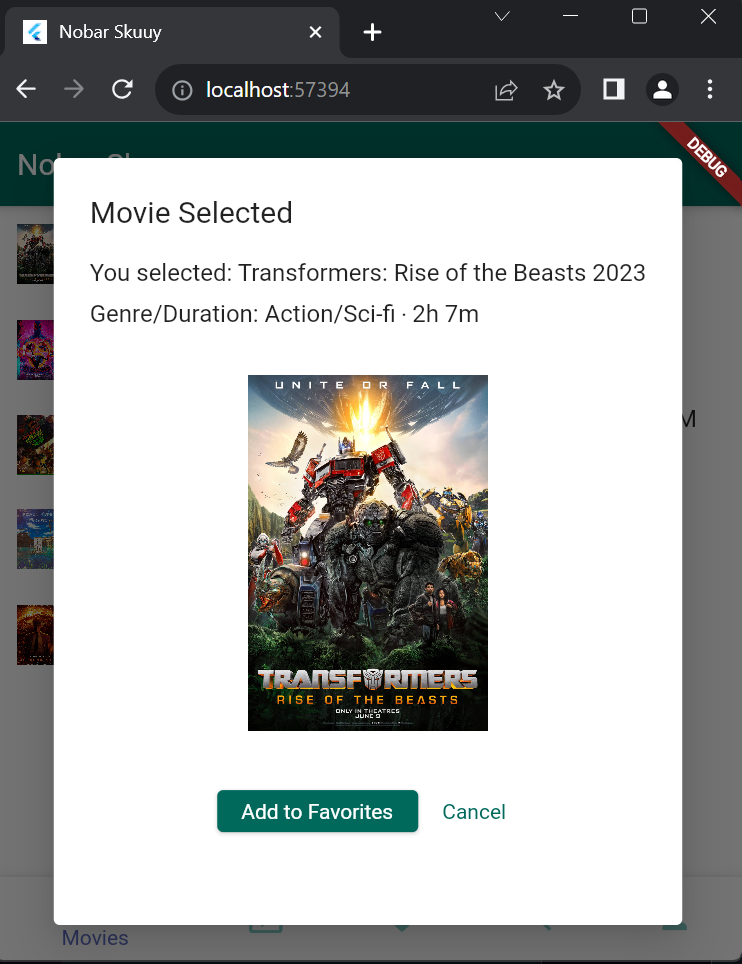 Nobar Skuuy
localhost:57394
DEBUG
Movie Selected
You selected: Transformers: Rise of the Beasts 2023
Genre/Duration: Action/Sci-fi · 2h 7m
UNITE OR FALL
TRANSFORMERS
RISE OF THE BEASTS
ONLY IN THEATRES
JUNE 9
Add to Favorites
Cancel
Movies